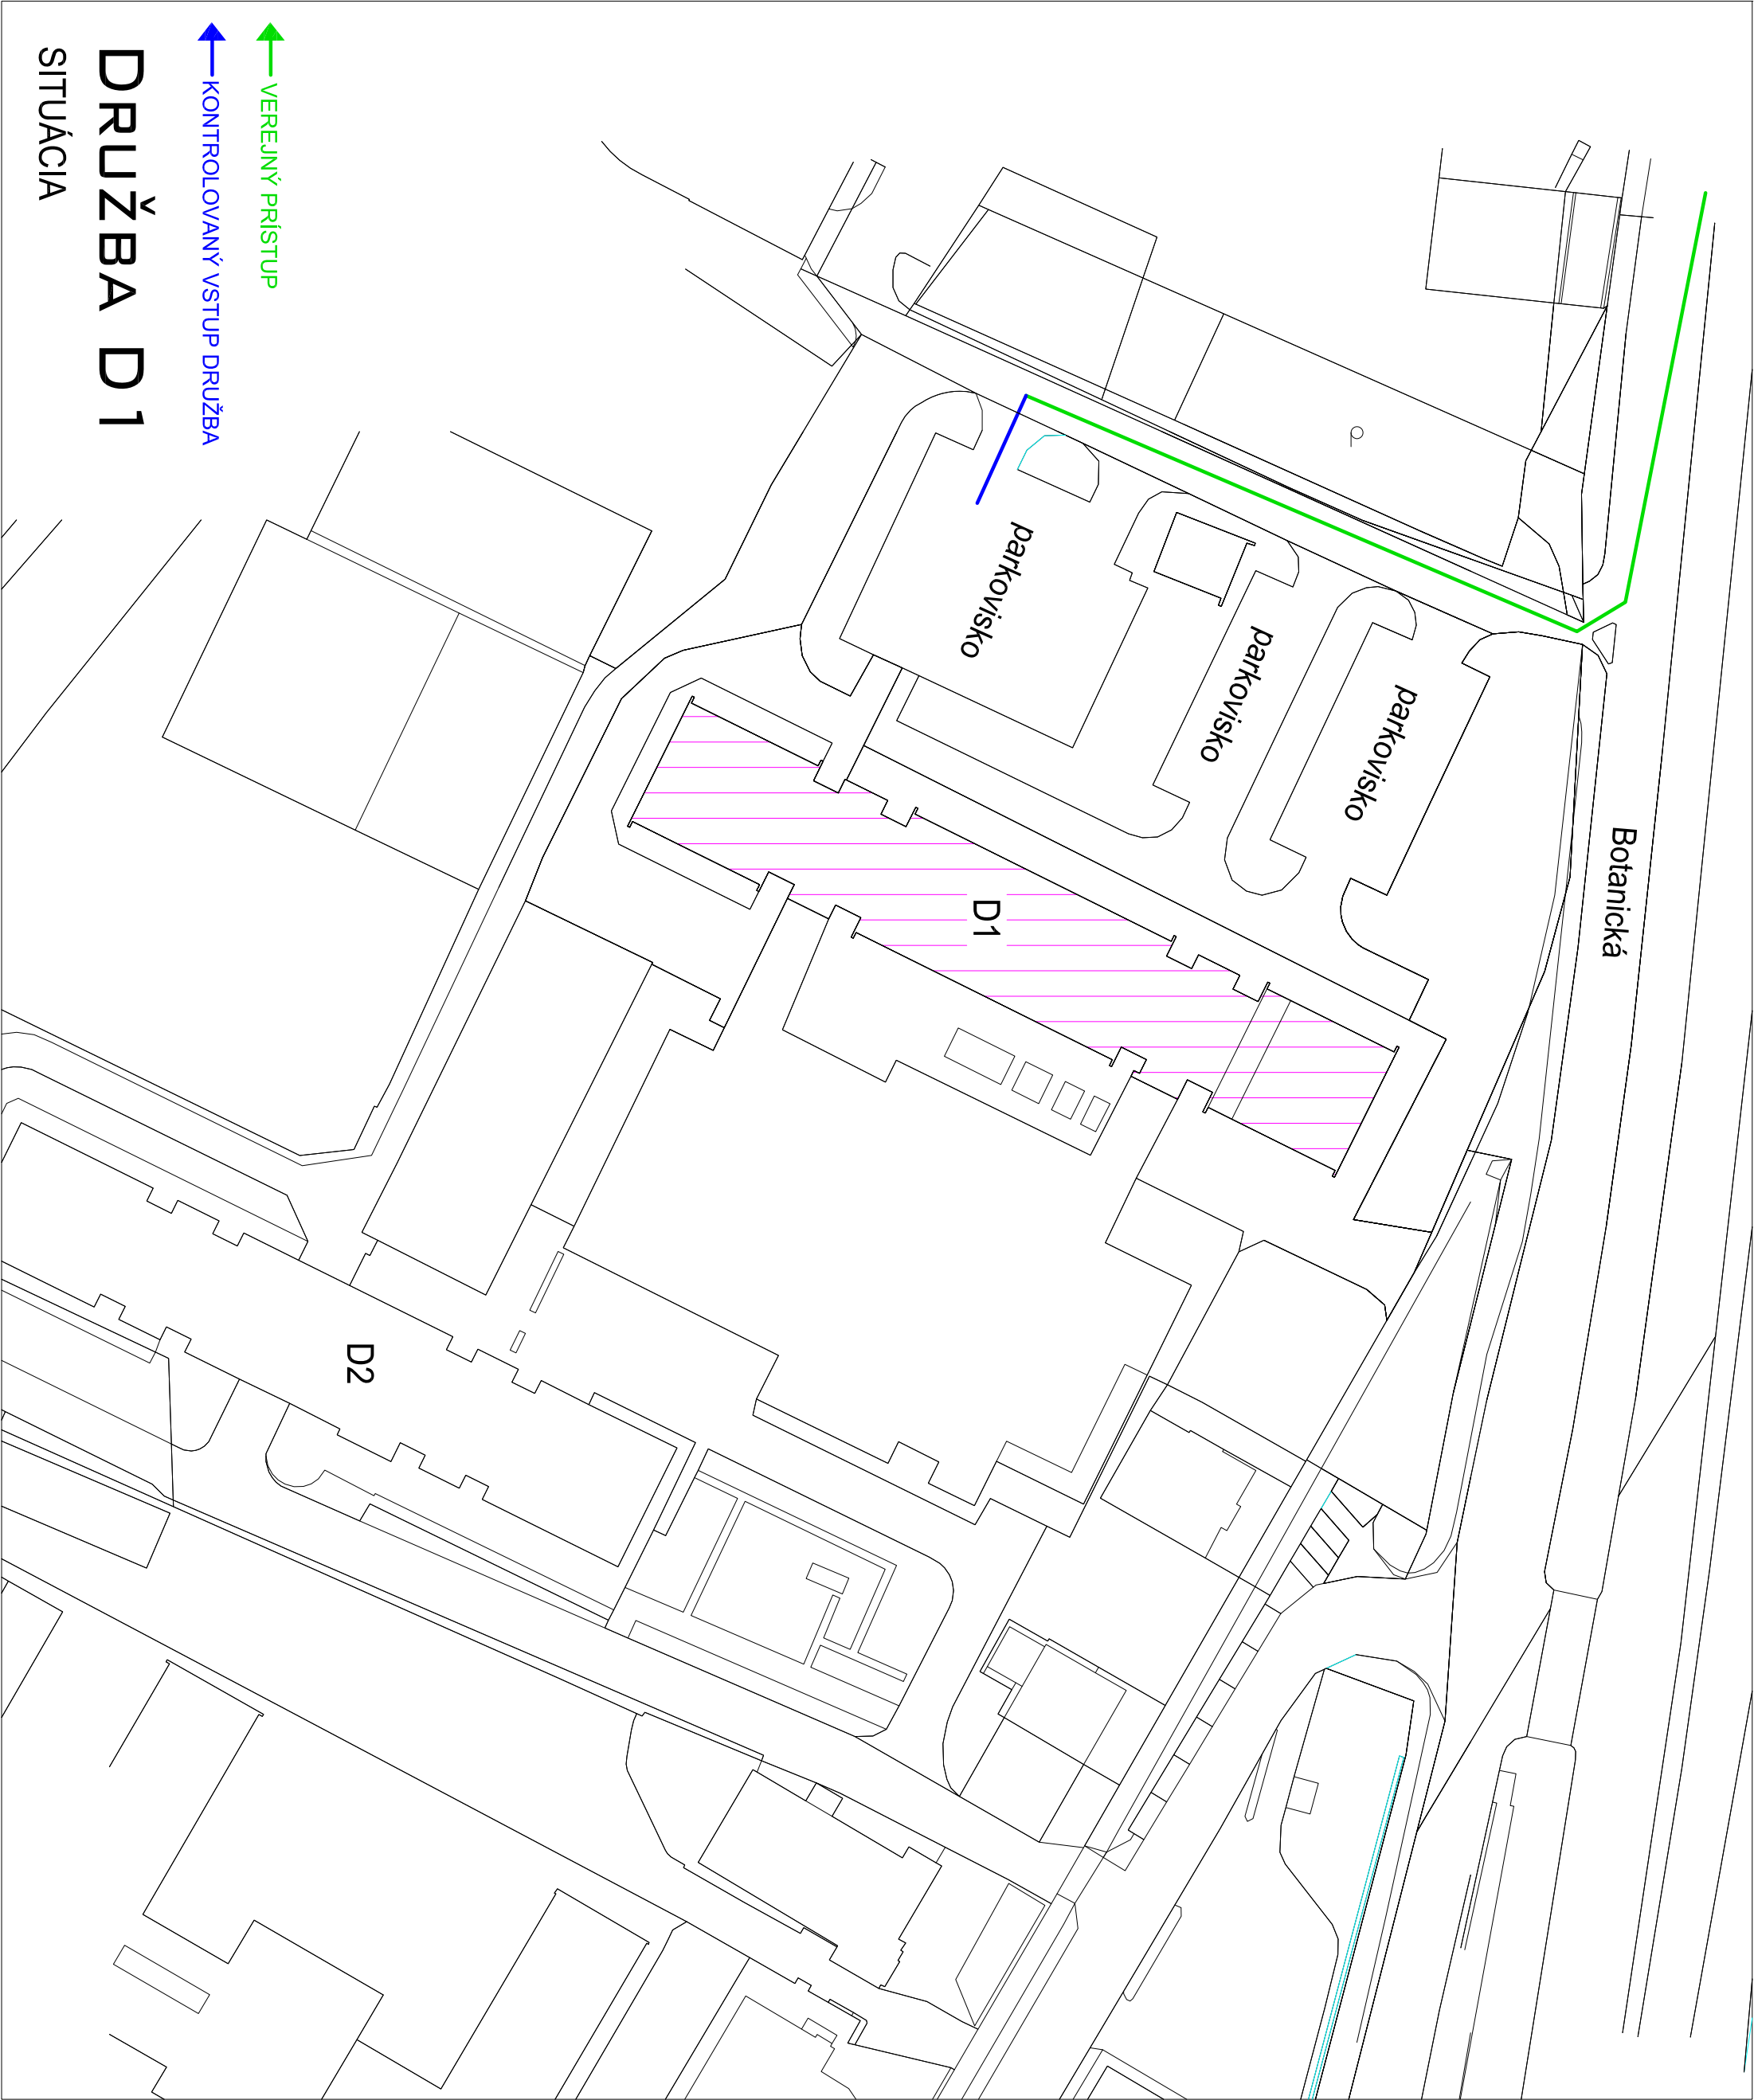 VEREJNÝ PRÍSTUP
KONTROLOVANÝ VSTUP DRUŽBA
DRUŽBA D1
SITUÁCIA
Botanická
parkovisko
parkovisko
parkovisko
D1
D2